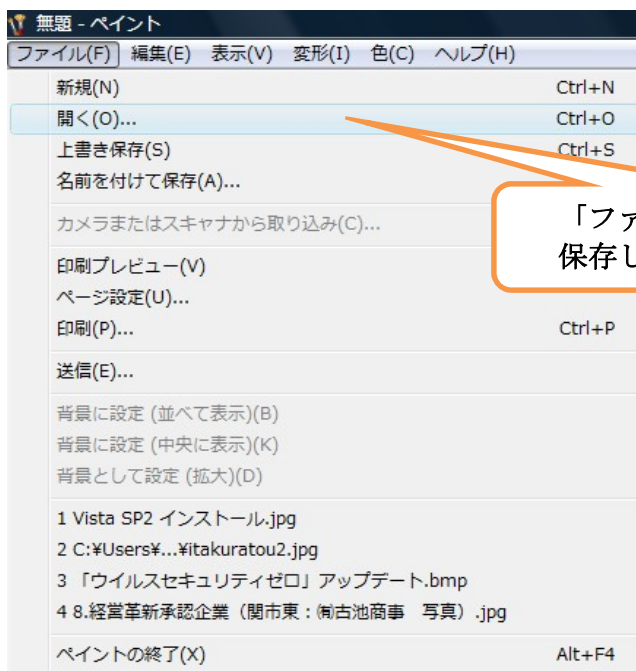 無題 - ペイント
ファイル(F) 編集(E) 表示(V) 変形(I) 色(C) ヘルプ(H)
新規(N) Ctrl+N
開く(O)... Ctrl+O
上書き保存(S) Ctrl+S
名前を付けて保存(A)...
カメラまたはスキャナから取り込み(C)...
「ファ
保存し
印刷プレビュー(V)
ページ設定(U)...
印刷(P)... Ctrl+P
送信(E)...
背景に設定 (並べて表示)(B)
背景に設定 (中央に表示)(K)
背景として設定 (拡大)(D)
1 Vista SP2 インストール.jpg
2 C:¥Users¥...¥itakuratou2.jpg
3 「ウイルスセキュリティゼロ」アップデート.bmp
4 8.経営革新承認企業（関市東：㈲古池商事　写真）.jpg
ペイントの終了(X) Alt+F4